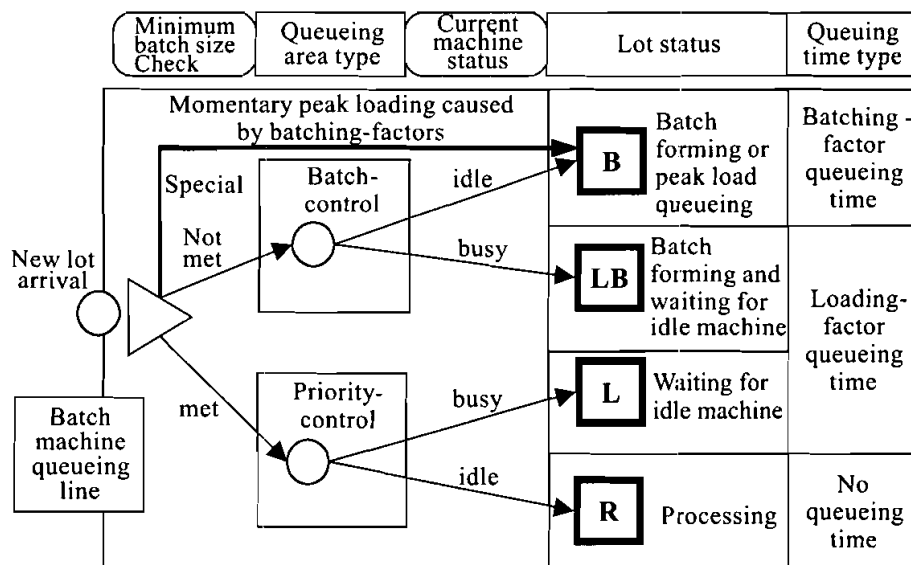 Minimum
batch size
Check
Queueing
area type
Current
machine
status
Lot status
Queuing
time type
Momentary peak loading caused
by batching-factors
Special
Batch-
control
idle
B
Batch
forming or
peak load
queueing
Batching -
factor
queueing
time
Not
met
busy
LB
Batch
forming and
waiting for
idle machine
New lot
arrival
Loading-
factor
queueing
time
met
Priority-
control
busy
L
Waiting for
idle machine
Batch
machine
queueing
line
idle
R
Processing
No
queueing
time